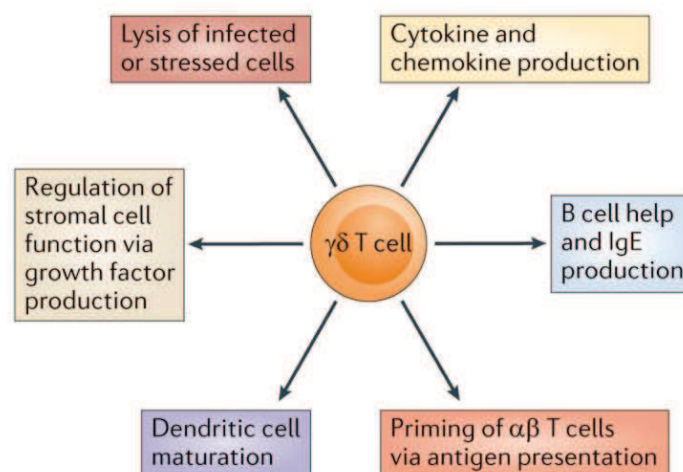 Lysis of infected
or stressed cells
Cytokine and
chemokine production
Regulation of
stromal cell
function via
growth factor
production
γδ T cell
B cell help
and IgE
production
Dendritic cell
maturation
Priming of αβ T cells
via antigen presentation